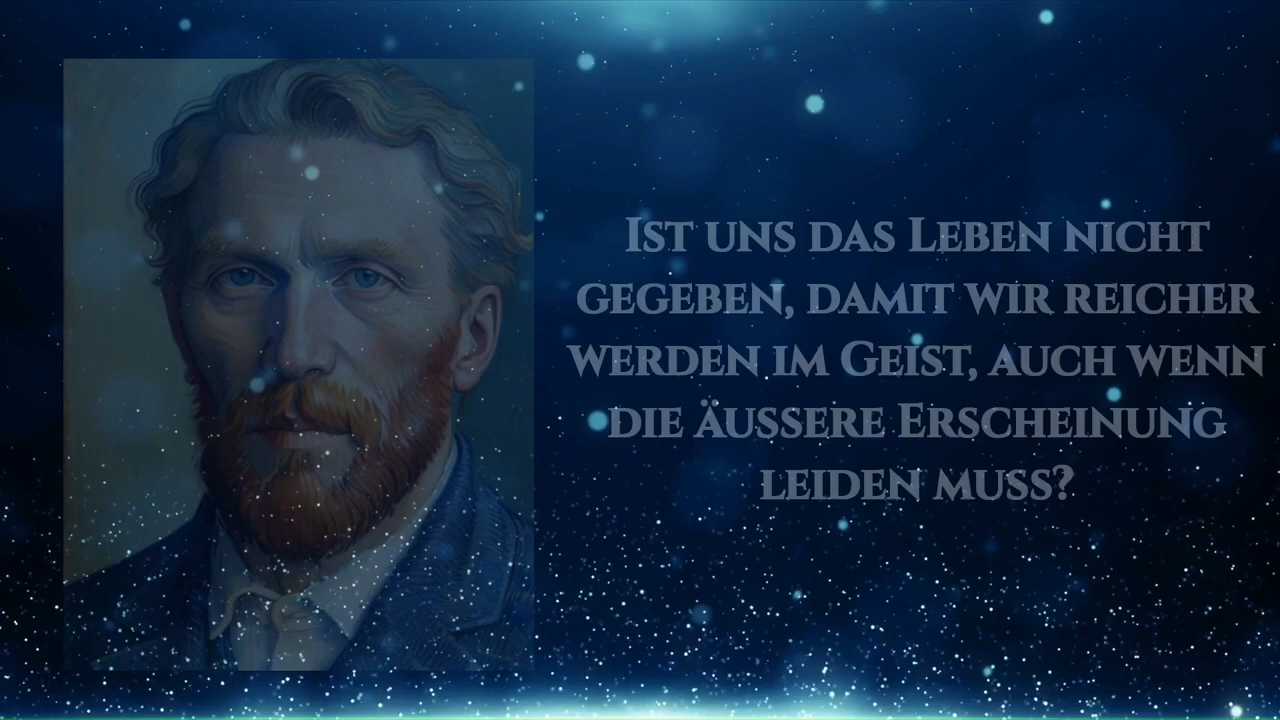 Ist uns das Leben nicht
gegeben, damit wir reicher
werden im Geist, auch wenn
die äussere Erscheinung
leiden muss?